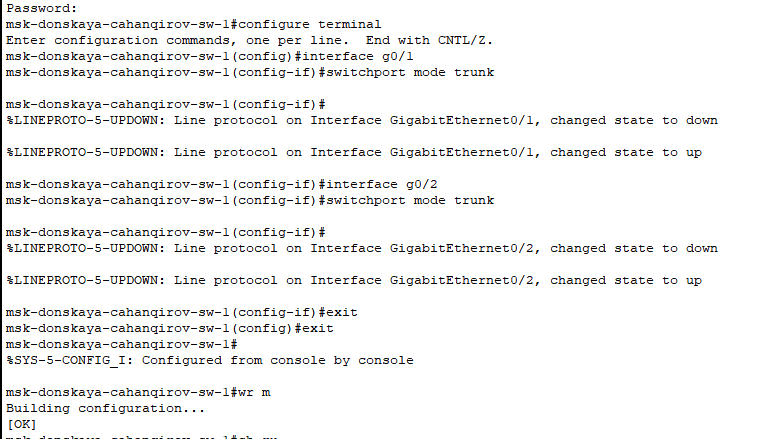 Password:
msk-donskaya-cahanqirov-sw-1#configure terminal
Enter configuration commands, one per line.  End with CNTL/Z.
msk-donskaya-cahanqirov-sw-1(config)#interface g0/1
msk-donskaya-cahanqirov-sw-1(config-if)#switchport mode trunk

msk-donskaya-cahanqirov-sw-1(config-if)#
%LINEPROTO-5-UPDOWN: Line protocol on Interface GigabitEthernet0/1, changed state to down

%LINEPROTO-5-UPDOWN: Line protocol on Interface GigabitEthernet0/1, changed state to up

msk-donskaya-cahanqirov-sw-1(config-if)#interface g0/2
msk-donskaya-cahanqirov-sw-1(config-if)#switchport mode trunk

msk-donskaya-cahanqirov-sw-1(config-if)#
%LINEPROTO-5-UPDOWN: Line protocol on Interface GigabitEthernet0/2, changed state to down

%LINEPROTO-5-UPDOWN: Line protocol on Interface GigabitEthernet0/2, changed state to up

msk-donskaya-cahanqirov-sw-1(config-if)#exit
msk-donskaya-cahanqirov-sw-1(config)#exit
msk-donskaya-cahanqirov-sw-1#
%SYS-5-CONFIG_I: Configured from console by console

msk-donskaya-cahanqirov-sw-1#wr m
Building configuration...
[OK]